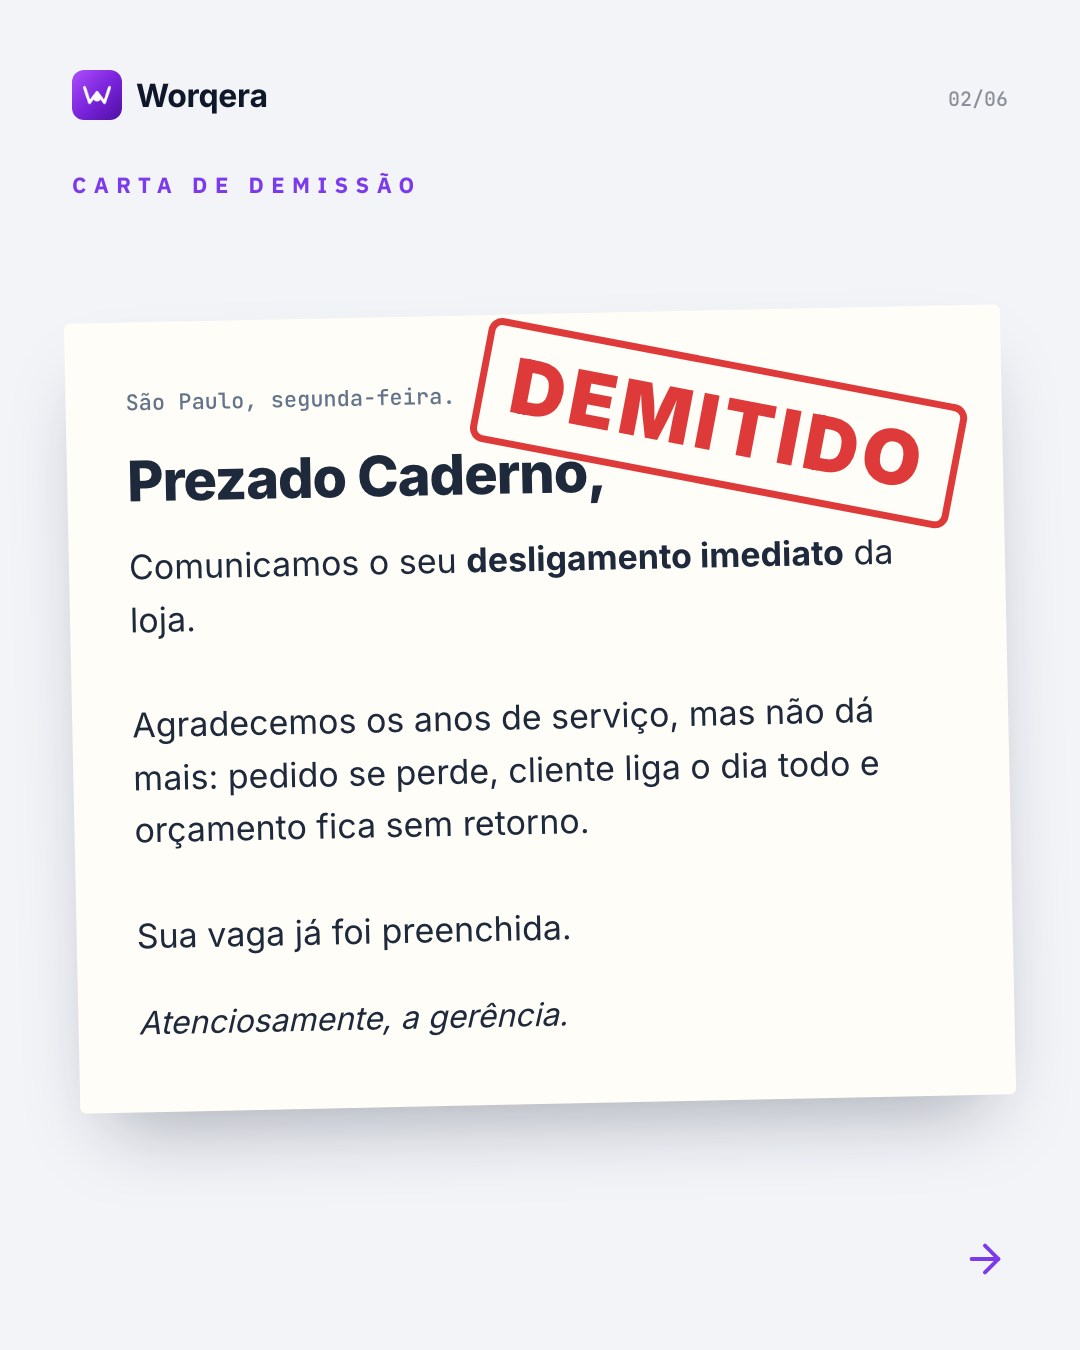 Worqera
02/06
CARTA DE DEMISSÃO
São Paulo, segunda-feira.
DEMITIDO
Prezado Caderno,
Comunicamos o seu desligamento imediato da
loja.
Agradecemos os anos de serviço, mas não dá
mais: pedido se perde, cliente liga o dia todo e
orçamento fica sem retorno.
Sua vaga já foi preenchida.
Atenciosamente, a gerência.